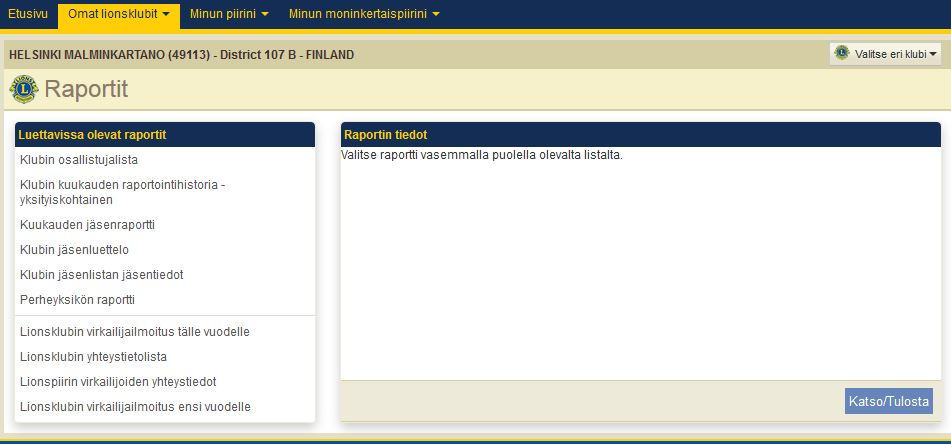 Etusivu Omat lionsklubit Minun piirini Minun moninkertaispiirini
HELSINKI MALMINKARTANO (49113) - District 107 B - FINLAND
Valitse eri klubi
Raportit
Luettavissa olevat raportit
Klubin osallistujalista
Klubin kuukauden raportointihistoria -
yksityiskohtainen
Kuukauden jäsenraportti
Klubin jäsenluettelo
Klubin jäsenlistan jäsentiedot
Perheyksikön raportti
Lionsklubin virkailijailmoitus tälle vuodelle
Lionsklubin yhteystietolista
Lionspiirin virkailijoiden yhteystiedot
Lionsklubin virkailijailmoitus ensi vuodelle
Raportin tiedot
Valitse raportti vasemmalla puolella olevalta listalta.
Katso/Tulosta